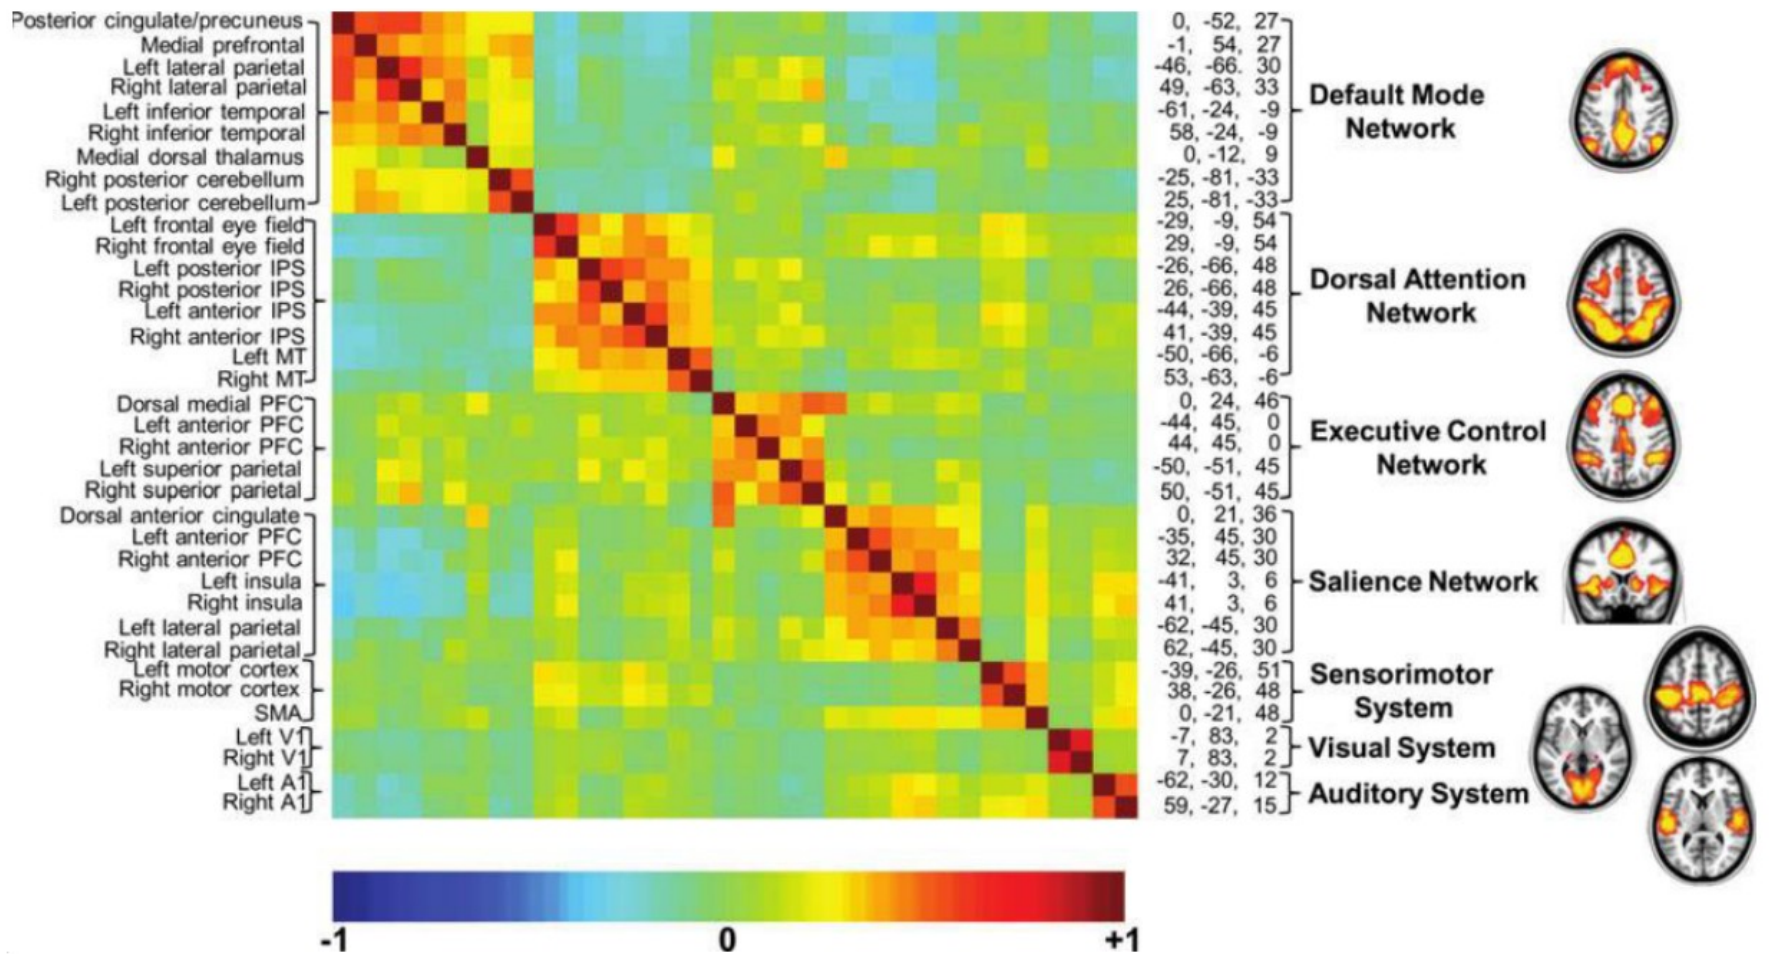 Posterior cingulate/precuneus 0, -52, 27
Medial prefrontal -1, 54, 27
Left lateral parietal -46, -66. 30
Right lateral parietal 49, -63, 33
Left inferior temporal -61, -24, -9
Right inferior temporal 58, -24, -9
Medial dorsal thalamus 0, -12, 9
Right posterior cerebellum -25, -81, -33
Left posterior cerebellum 25, -81, -33
Default Mode
Network
Left frontal eye field -29, -9, 54
Right frontal eye field 29, -9, 54
Left posterior IPS -26, -66, 48
Right posterior IPS 26, -66, 48
Left anterior IPS -44, -39, 45
Right anterior IPS 41, -39, 45
Left MT -50, -66, -6
Right MT 53, -63, -6
Dorsal Attention
Network
Dorsal medial PFC 0, 24, 46
Left anterior PFC -44, 45, 0
Right anterior PFC 44, 45, 0
Left superior parietal -50, -51, 45
Right superior parietal 50, -51, 45
Executive Control
Network
Dorsal anterior cingulate 0, 21, 36
Left anterior PFC -35, 45, 30
Right anterior PFC 32, 45, 30
Left insula -41, 3, 6
Right insula 41, 3, 6
Left lateral parietal -62, -45, 30
Right lateral parietal 62, -45, 30
Salience Network
Left motor cortex -39, -26, 51
Right motor cortex 38, -26, 48
SMA 0, -21, 48
Sensorimotor
System
Left V1 -7, 83, 2
Right V1 7, 83, 2
Visual System
Left A1 -62, -30, 12
Right A1 59, -27, 15
Auditory System
-1 0 +1